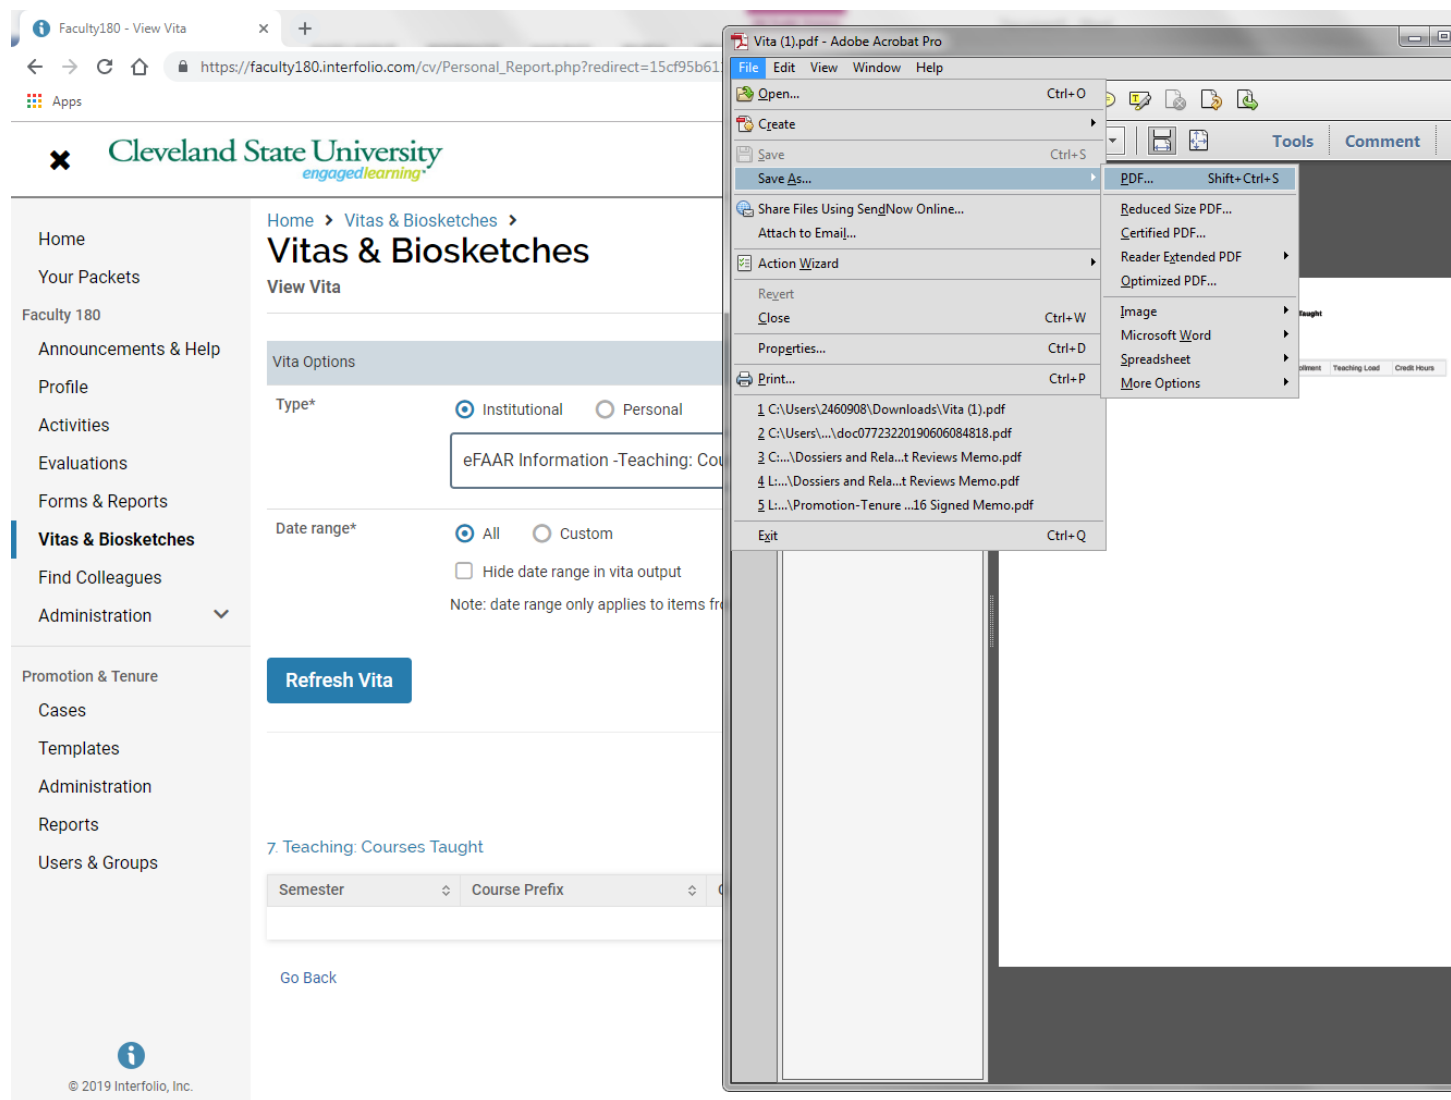 Faculty180 - View Vita
https://faculty180.interfolio.com/cv/Personal_Report.php?redirect=15cf95b61
Apps
Cleveland State University
engagedlearning
Home
Your Packets
Faculty 180
Announcements & Help
Profile
Activities
Evaluations
Forms & Reports
Vitas & Biosketches
Find Colleagues
Administration
Promotion & Tenure
Cases
Templates
Administration
Reports
Users & Groups
© 2019 Interfolio, Inc.
Home > Vitas & Biosketches >
Vitas & Biosketches
View Vita
Vita Options
Type*
Institutional Personal
eFAAR Information -Teaching: Cou
Date range*
All Custom
Hide date range in vita output
Note: date range only applies to items fro
Refresh Vita
7. Teaching: Courses Taught
Semester Course Prefix
Go Back
Vita (1).pdf - Adobe Acrobat Pro
File Edit View Window Help
Open... Ctrl+O
Create
Save Ctrl+S
Save As...
Share Files Using SendNow Online...
Attach to Email...
Action Wizard
Revert
Close Ctrl+W
Properties... Ctrl+D
Print... Ctrl+P
1 C:\Users\2460908\Downloads\Vita (1).pdf
2 C:\Users\...\doc07723220190606084818.pdf
3 C:...\Dossiers and Rela...t Reviews Memo.pdf
4 L:...\Dossiers and Rela...t Reviews Memo.pdf
5 L:...\Promotion-Tenure ...16 Signed Memo.pdf
Exit Ctrl+Q
Tools Comment
PDF... Shift+Ctrl+S
Reduced Size PDF...
Certified PDF...
Reader Extended PDF
Optimized PDF...
Image
Microsoft Word
Spreadsheet
More Options
Taught
Teaching Load Credit Hours